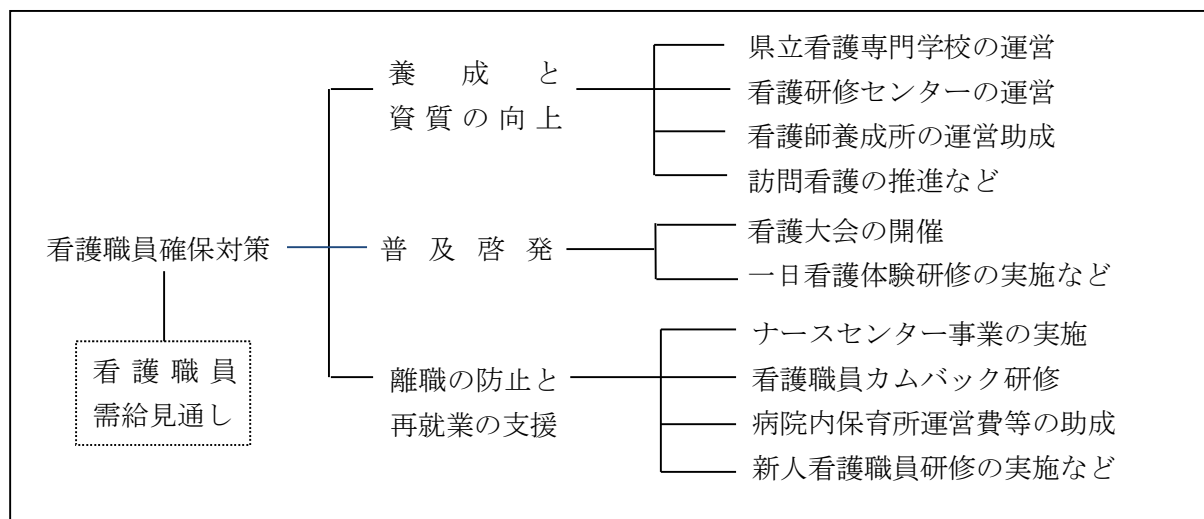 養成と
資質の向上
県立看護専門学校の運営
看護研修センターの運営
看護師養成所の運営助成
訪問看護の推進など
看護職員確保対策
普及啓発
看護大会の開催
一日看護体験研修の実施など
看護職員
需給見通し
離職の防止と
再就業の支援
ナースセンター事業の実施
看護職員カムバック研修
病院内保育所運営費等の助成
新人看護職員研修の実施など